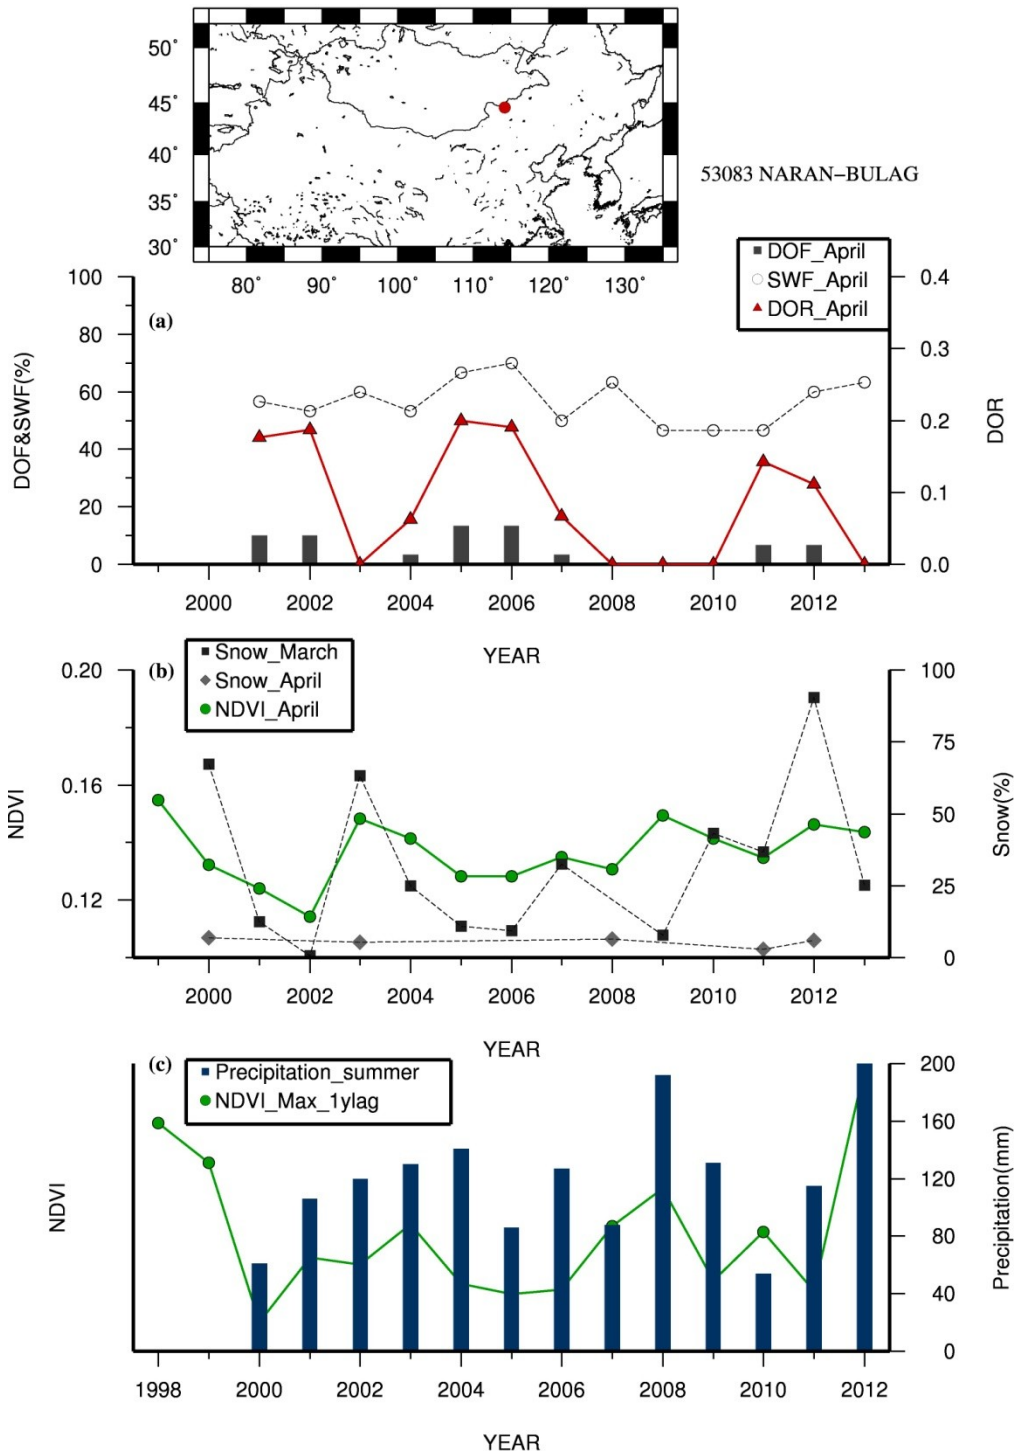 50°
45°
40°
35°
30°
80° 90° 100° 110° 120° 130°
53083 NARAN–BULAG
DOF_April
SWF_April
DOR_April
(a)
100
80
60
40
20
0
DOF&SWF(%)
0.4
0.3
0.2
0.1
0.0
DOR
2000 2002 2004 2006 2008 2010 2012
YEAR
(b)
Snow_March
Snow_April
NDVI_April
0.20
0.16
0.12
NDVI
100
75
50
25
0
Snow(%)
2000 2002 2004 2006 2008 2010 2012
YEAR
(c)
Precipitation_summer
NDVI_Max_1ylag
NDVI
200
160
120
80
40
0
Precipitation(mm)
1998 2000 2002 2004 2006 2008 2010 2012
YEAR